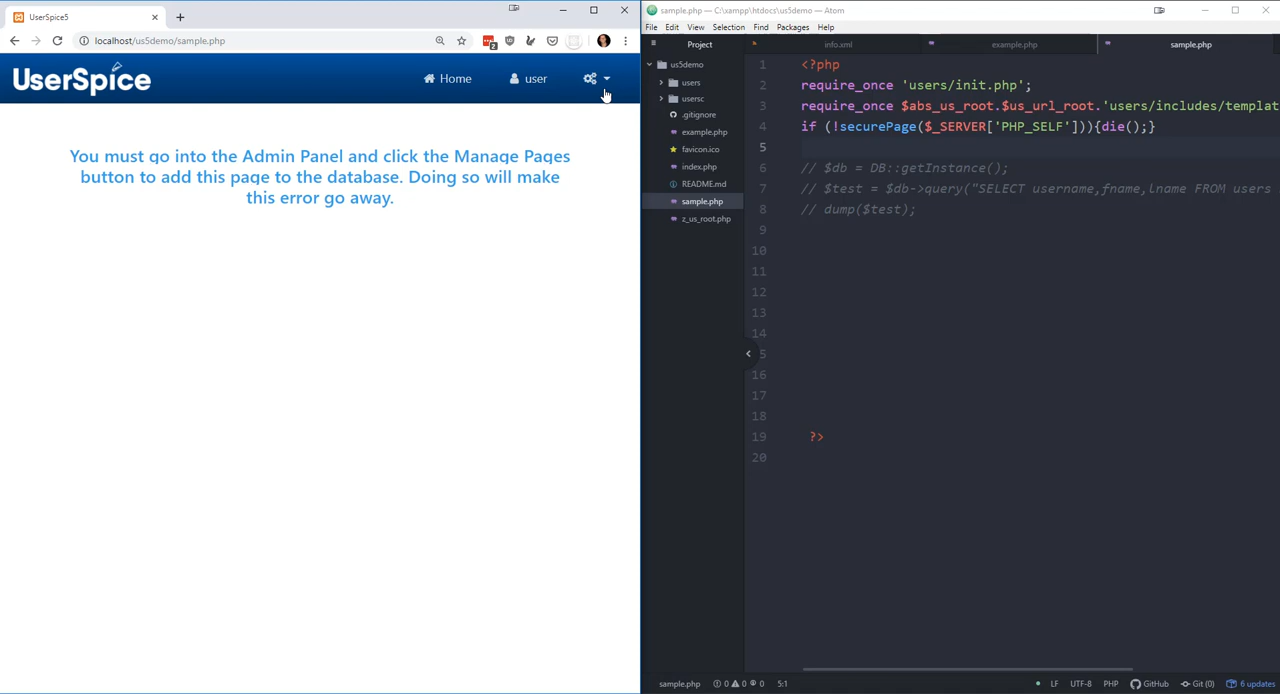 UserSpice5
localhost/us5demo/sample.php
2
UserSpice
Home
user
You must go into the Admin Panel and click the Manage Pages
button to add this page to the database. Doing so will make
this error go away.
sample.php — C:\xampp\htdocs\us5demo — Atom
File Edit View Selection Find Packages Help
Project
info.xml
example.php
sample.php
us5demo
users
usersc
.gitignore
example.php
favicon.ico
index.php
README.md
sample.php
z_us_root.php
1 <?php
2 require_once 'users/init.php';
3 require_once $abs_us_root.$us_url_root.'users/includes/templat
4 if (!securePage($_SERVER['PHP_SELF'])){die();}
5
6 // $db = DB::getInstance();
7 // $test = $db->query("SELECT username,fname,lname FROM users
8 // dump($test);
9
10
11
12
13
14
5
16
17
18
19 ?>
20
sample.php 0 0 0 5:1
LF UTF-8 PHP GitHub Git (0) 6 updates